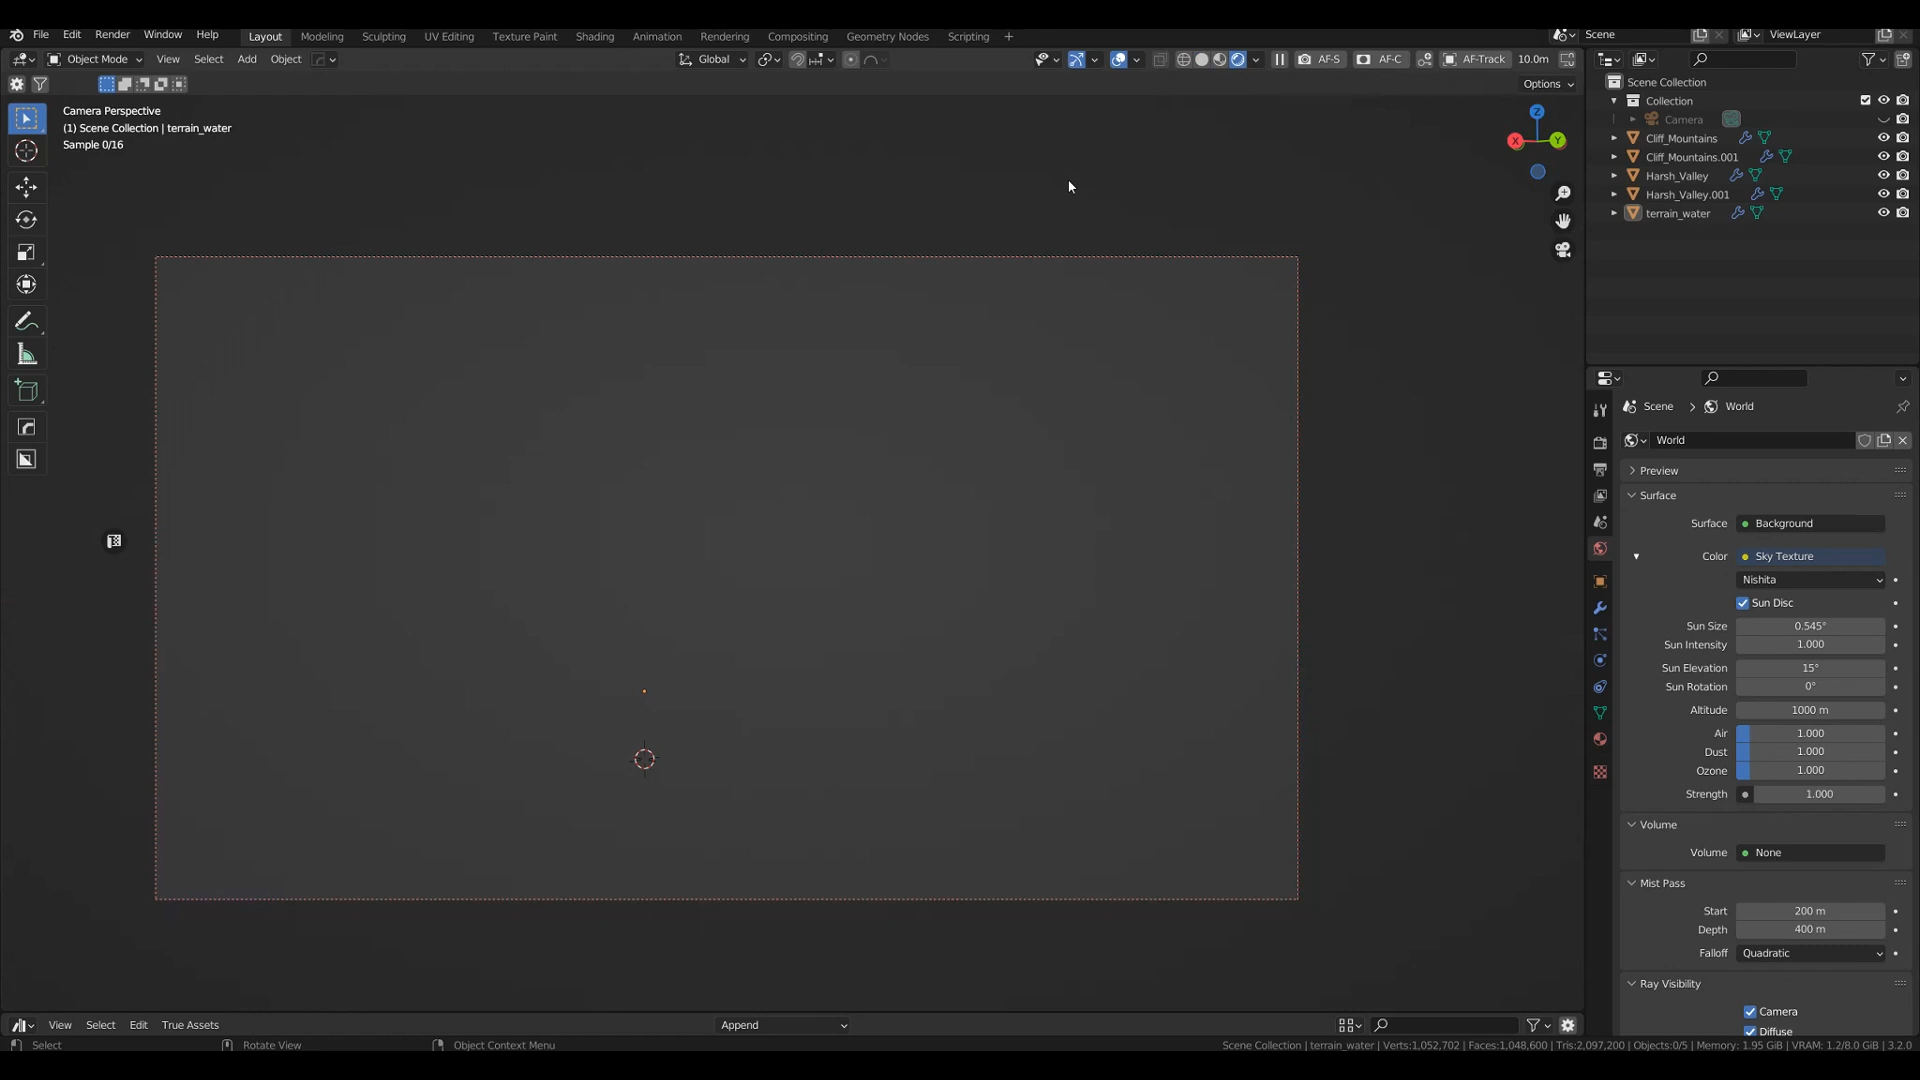 File Edit Render Window Help Layout Modeling Sculpting UV Editing Texture Paint Shading Animation Rendering Compositing Geometry Nodes Scripting + Scene ViewLayer
Object Mode View Select Add Object Global AF-S AF-C AF-Track 10.0m
Options
Camera Perspective
(1) Scene Collection | terrain_water
Sample 0/16
Z
X
Y
Scene Collection
Collection
Camera
Cliff_Mountains
Cliff_Mountains.001
Harsh_Valley
Harsh_Valley.001
terrain_water
Scene > World
World
Preview
Surface
Surface Background
Color Sky Texture
Nishita
Sun Disc
Sun Size 0.545°
Sun Intensity 1.000
Sun Elevation 15°
Sun Rotation 0°
Altitude 1000 m
Air 1.000
Dust 1.000
Ozone 1.000
Strength 1.000
Volume
Volume None
Mist Pass
Start 200 m
Depth 400 m
Falloff Quadratic
Ray Visibility
Camera
Diffuse
View Select Edit True Assets Append
Select Rotate View Object Context Menu Scene Collection | terrain_water | Verts:1,052,702 | Faces:1,048,600 | Tris:2,097,200 | Objects:0/5 | Memory: 1.95 GiB | VRAM: 1.2/8.0 GiB | 3.2.0